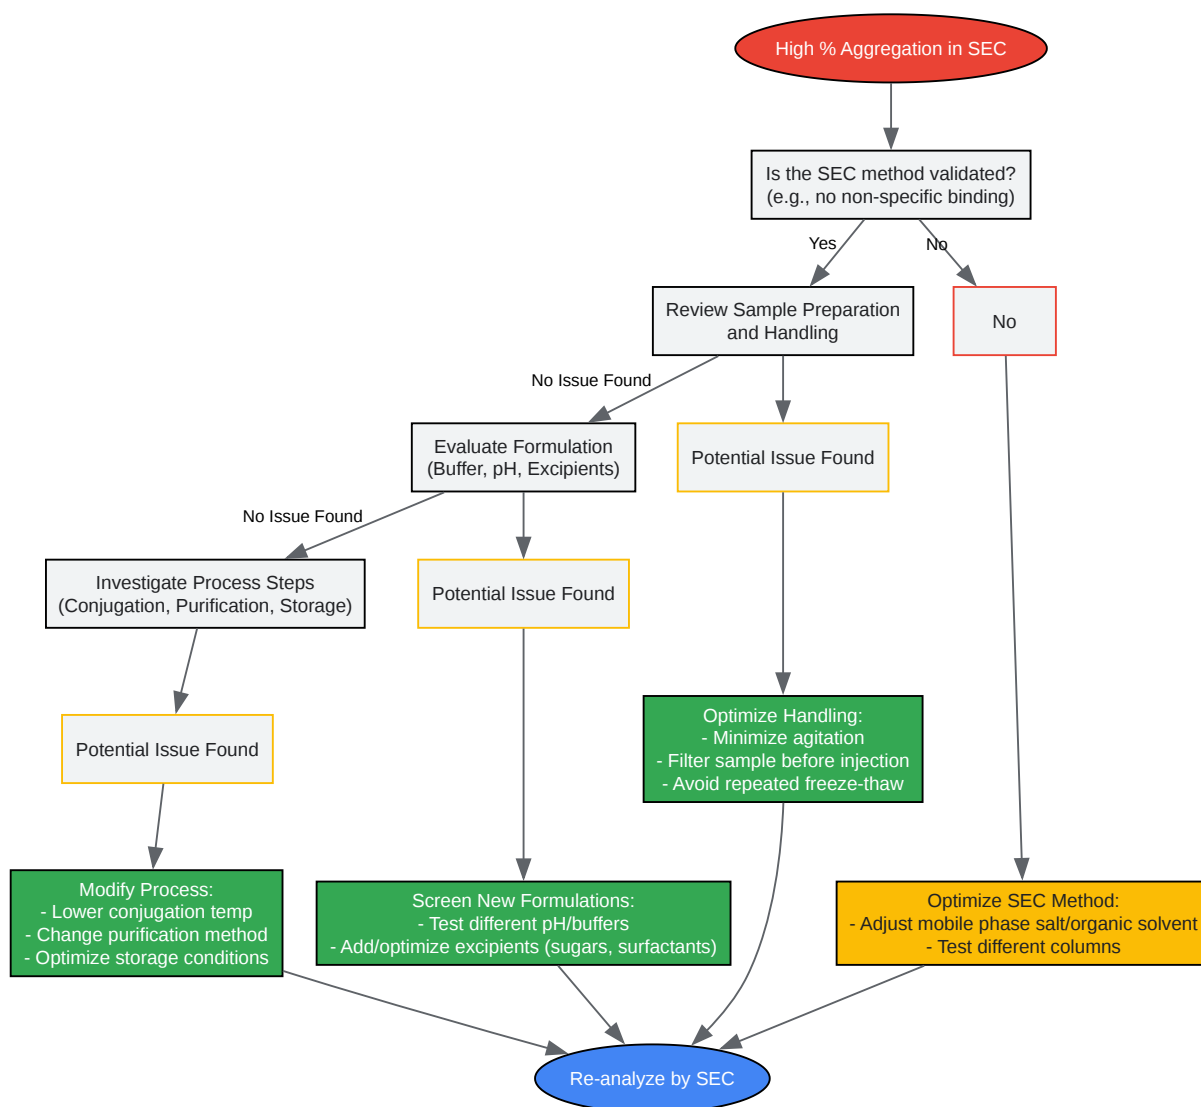 High % Aggregation in SEC
Is the SEC method validated?
(e.g., no non-specific binding)
Yes
No
Review Sample Preparation
and Handling
No
No Issue Found
Evaluate Formulation
(Buffer, pH, Excipients)
Potential Issue Found
No Issue Found
Investigate Process Steps
(Conjugation, Purification, Storage)
Potential Issue Found
Potential Issue Found
Optimize Handling:
- Minimize agitation
- Filter sample before injection
- Avoid repeated freeze-thaw
Modify Process:
- Lower conjugation temp
- Change purification method
- Optimize storage conditions
Screen New Formulations:
- Test different pH/buffers
- Add/optimize excipients (sugars, surfactants)
Optimize SEC Method:
- Adjust mobile phase salt/organic solvent
- Test different columns
Re-analyze by SEC